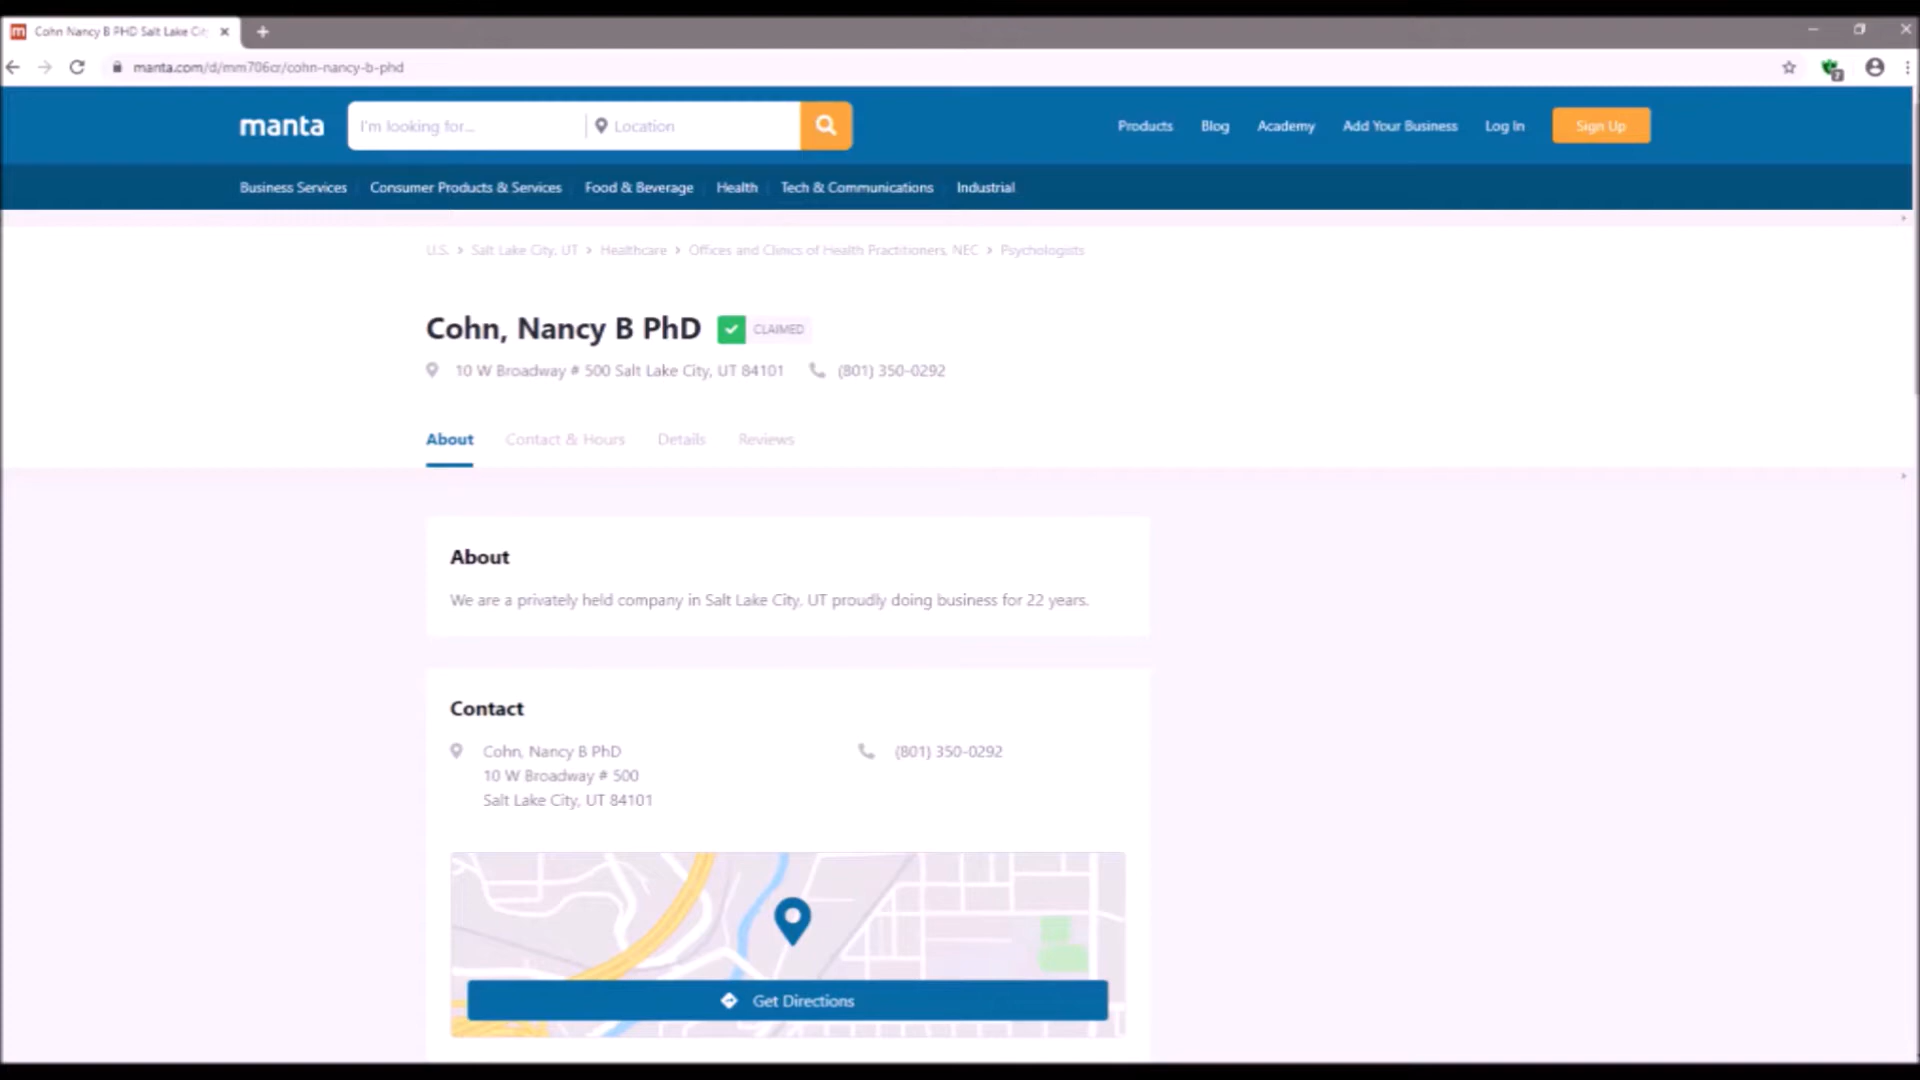 Cohn Nancy B PHD Salt Lake Cit
manta.com/d/mm706cr/cohn-nancy-b-phd
manta
I'm looking for...
Location
Products
Blog
Academy
Add Your Business
Log In
Sign Up
Business Services
Consumer Products & Services
Food & Beverage
Health
Tech & Communications
Industrial
U.S. > Salt Lake City, UT > Healthcare > Offices and Clinics of Health Practitioners, NEC > Psychologists
Cohn, Nancy B PhD
CLAIMED
10 W Broadway # 500 Salt Lake City, UT 84101
(801) 350-0292
About
Contact & Hours
Details
Reviews
About
We are a privately held company in Salt Lake City, UT proudly doing business for 22 years.
Contact
Cohn, Nancy B PhD
10 W Broadway # 500
Salt Lake City, UT 84101
(801) 350-0292
Get Directions